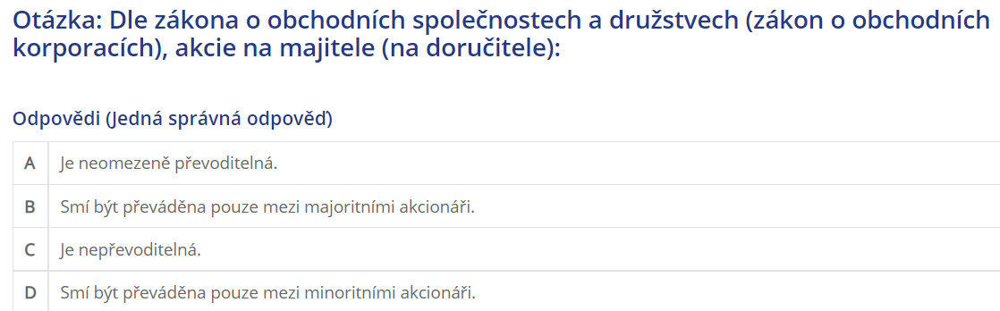 Otázka: Dle zákona o obchodních společnostech a družstvech (zákon o obchodních
korporacích), akcie na majitele (na doručitele):
Odpovědi (Jedná správná odpověď)
A Je neomezeně převoditelná.
B Smí být převáděna pouze mezi majoritními akcionáři.
C Je nepřevoditelná.
D Smí být převáděna pouze mezi minoritními akcionáři.